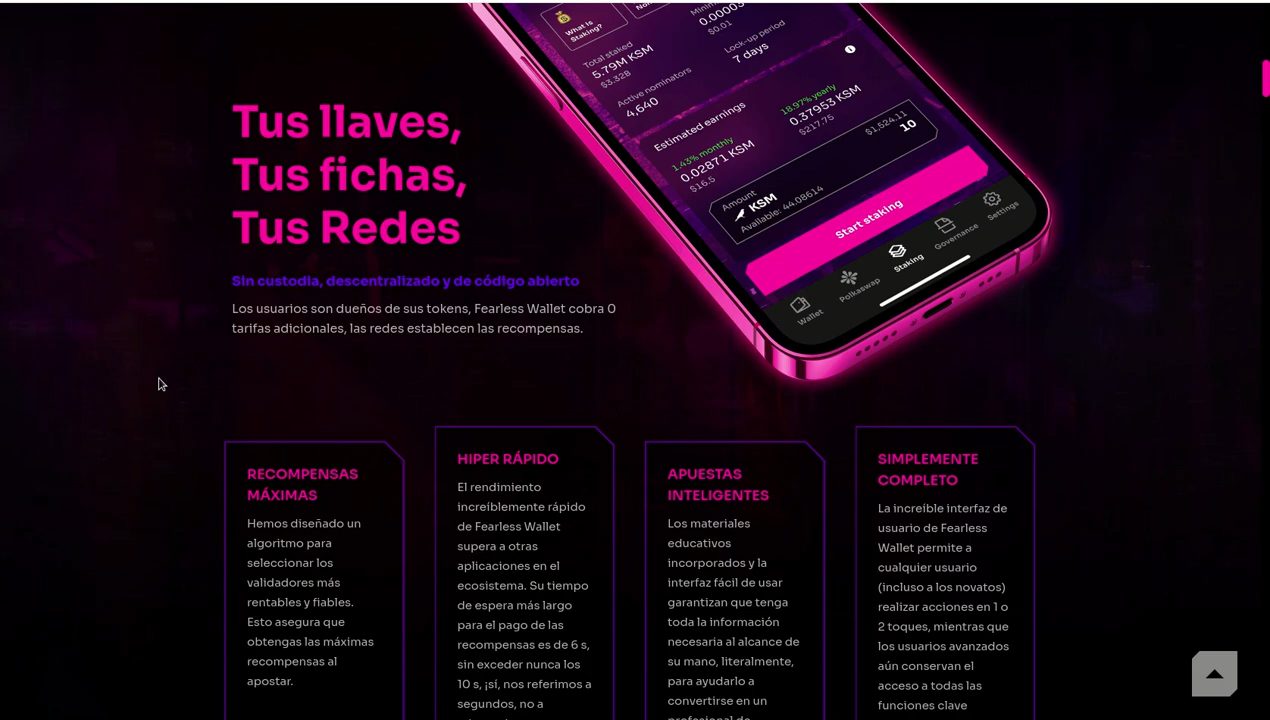 What is
Staking?
Total staked
5.79M KSM
$3.32B
Active nominators
4,640
0.00003
$0.01
Lock-up period
7 days
Estimated earnings
1.43% monthly
0.02871 KSM
$16.5
18.97% yearly
0.37953 KSM
$217.75
Amount
KSM
Available: 44.08614
$1,524.11
10
Start staking
Wallet
Polkaswap
Staking
Governance
Settings
Tus llaves,
Tus fichas,
Tus Redes
Sin custodia, descentralizado y de código abierto
Los usuarios son dueños de sus tokens, Fearless Wallet cobra 0
tarifas adicionales, las redes establecen las recompensas.
RECOMPENSAS
MÁXIMAS
Hemos diseñado un
algoritmo para
seleccionar los
validadores más
rentables y fiables.
Esto asegura que
obtengas las máximas
recompensas al
apostar.
HIPER RÁPIDO
El rendimiento
increíblemente rápido
de Fearless Wallet
supera a otras
aplicaciones en el
ecosistema. Su tiempo
de espera más largo
para el pago de las
recompensas es de 6 s,
sin exceder nunca los
10 s, ¡sí, nos referimos a
segundos, no a
APUESTAS
INTELIGENTES
Los materiales
educativos
incorporados y la
interfaz fácil de usar
garantizan que tenga
toda la información
necesaria al alcance de
su mano, literalmente,
para ayudarlo a
convertirse en un
profesional de
SIMPLEMENTE
COMPLETO
La increíble interfaz de
usuario de Fearless
Wallet permite a
cualquier usuario
(incluso a los novatos)
realizar acciones en 1 o
2 toques, mientras que
los usuarios avanzados
aún conservan el
acceso a todas las
funciones clave